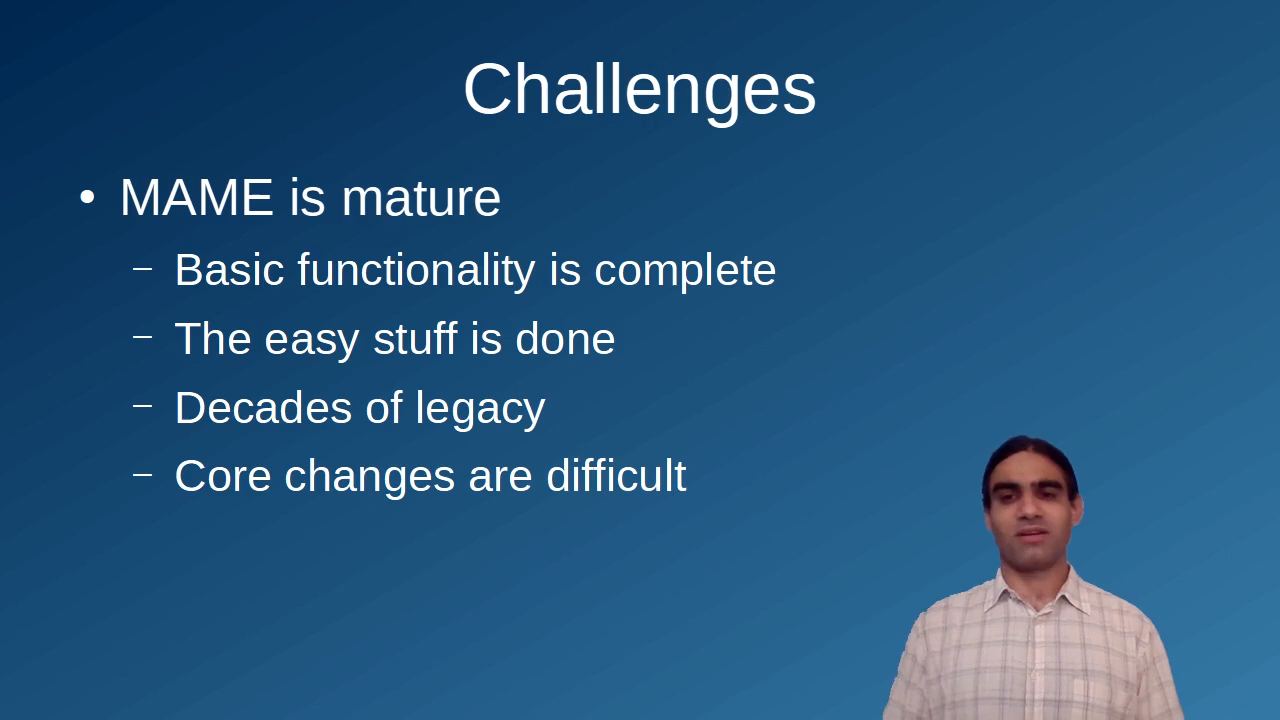 Challenges
• MAME is mature
– Basic functionality is complete
– The easy stuff is done
– Decades of legacy
– Core changes are difficult